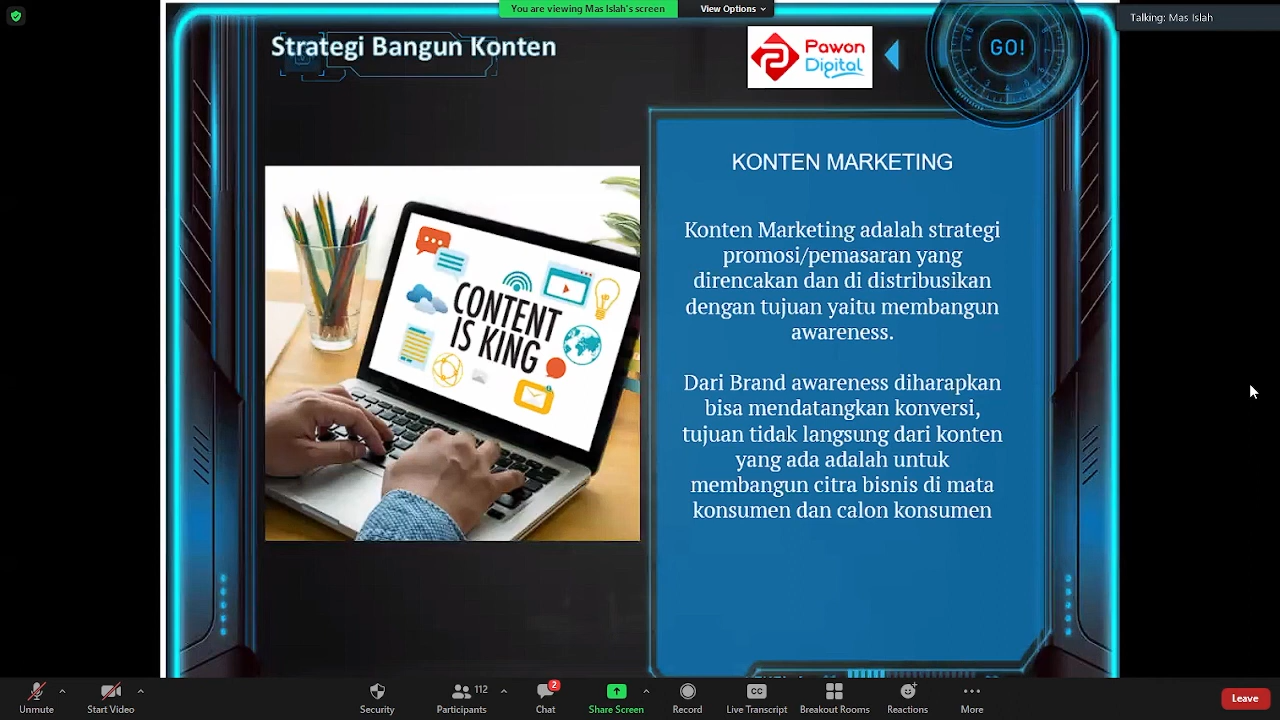 You are viewing Mas Islah's screen
View Options
Talking: Mas Islah
Strategi Bangun Konten
Pawon
Digital
GO!
KONTEN MARKETING
Konten Marketing adalah strategi
promosi/pemasaran yang
direncakan dan di distribusikan
dengan tujuan yaitu membangun
awareness.
Dari Brand awareness diharapkan
bisa mendatangkan konversi,
tujuan tidak langsung dari konten
yang ada adalah untuk
membangun citra bisnis di mata
konsumen dan calon konsumen
CONTENT
IS KING
Unmute
Start Video
Security
112
Participants
2
Chat
Share Screen
Record
CC
Live Transcript
Breakout Rooms
Reactions
More
Leave